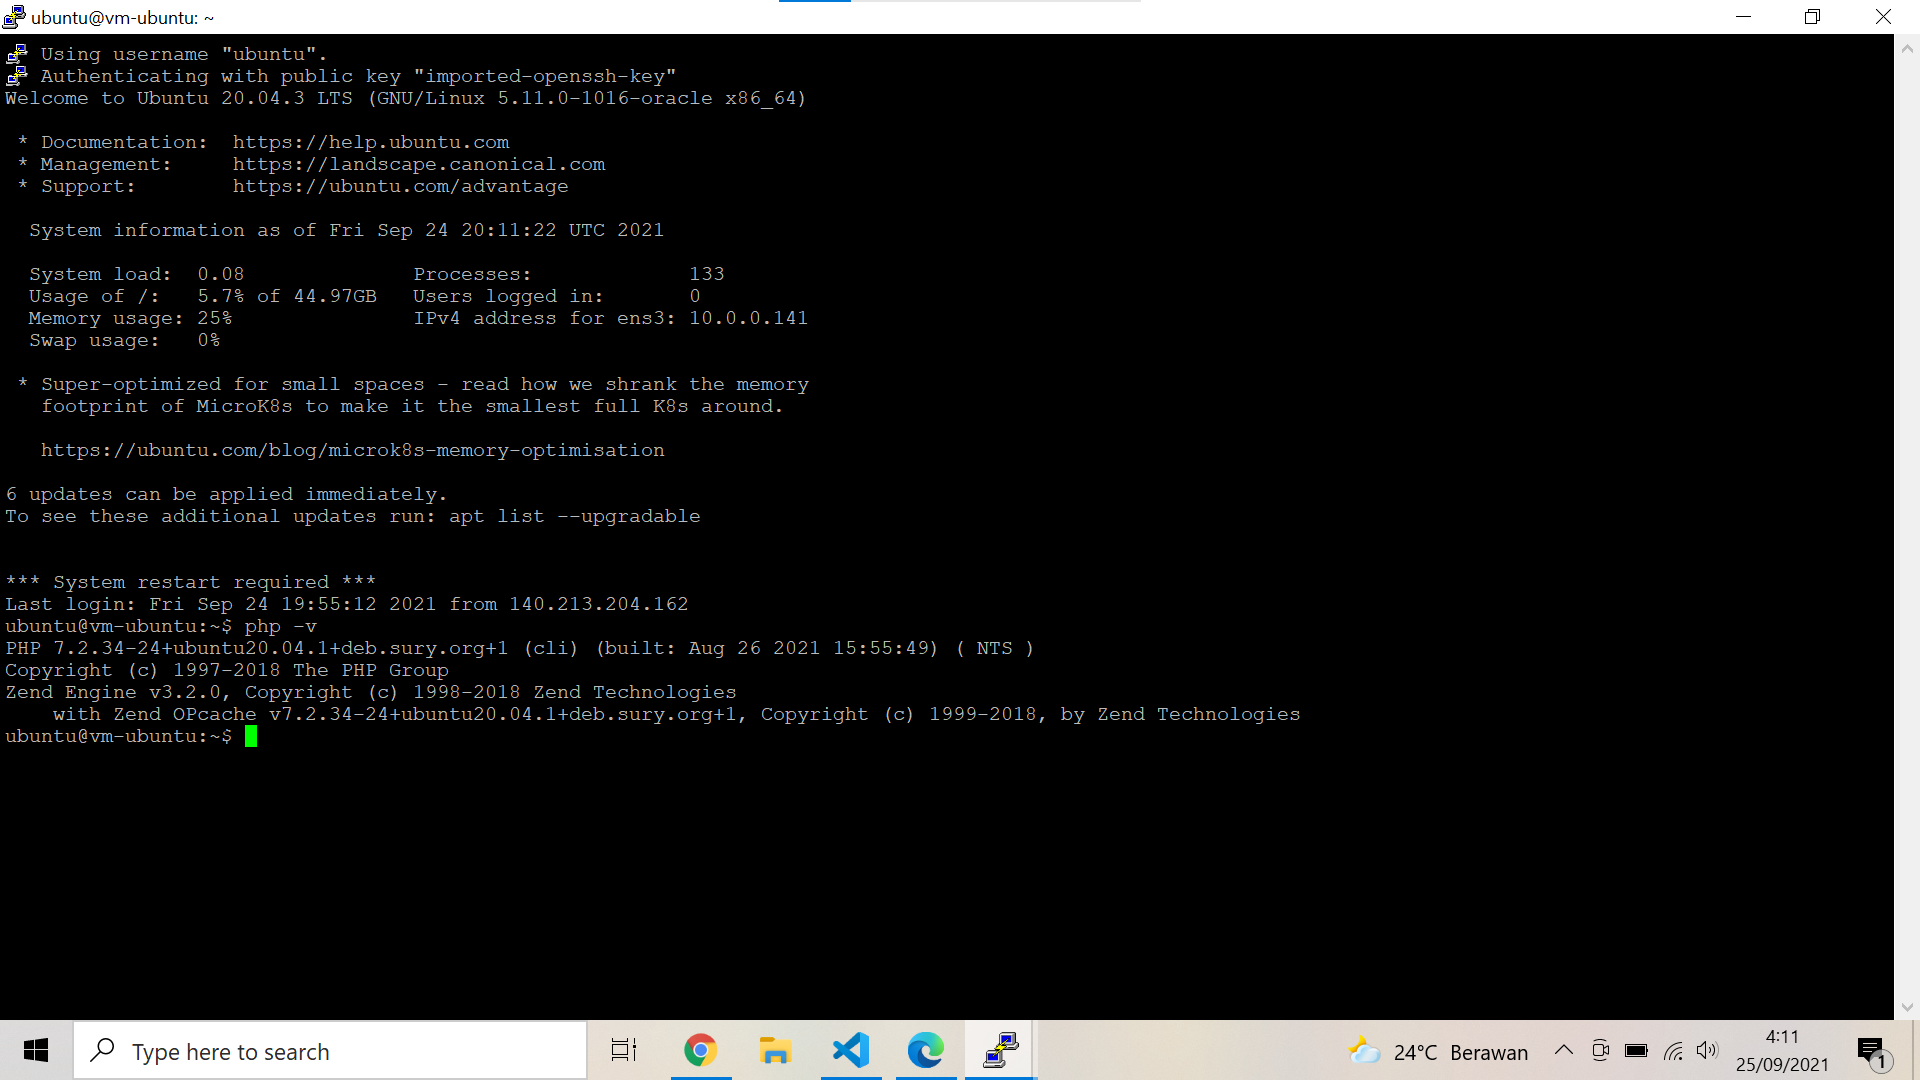 ubuntu@vm-ubuntu: ~
Using username "ubuntu".
Authenticating with public key "imported-openssh-key"
Welcome to Ubuntu 20.04.3 LTS (GNU/Linux 5.11.0-1016-oracle x86_64)
* Documentation:  https://help.ubuntu.com
* Management:     https://landscape.canonical.com
* Support:        https://ubuntu.com/advantage
System information as of Fri Sep 24 20:11:22 UTC 2021
System load:  0.08              Processes:             133
Usage of /:   5.7% of 44.97GB   Users logged in:       0
Memory usage: 25%               IPv4 address for ens3: 10.0.0.141
Swap usage:   0%
* Super-optimized for small spaces - read how we shrank the memory
footprint of MicroK8s to make it the smallest full K8s around.
https://ubuntu.com/blog/microk8s-memory-optimisation
6 updates can be applied immediately.
To see these additional updates run: apt list --upgradable
*** System restart required ***
Last login: Fri Sep 24 19:55:12 2021 from 140.213.204.162
ubuntu@vm-ubuntu:~$ php -v
PHP 7.2.34-24+ubuntu20.04.1+deb.sury.org+1 (cli) (built: Aug 26 2021 15:55:49) ( NTS )
Copyright (c) 1997-2018 The PHP Group
Zend Engine v3.2.0, Copyright (c) 1998-2018 Zend Technologies
with Zend OPcache v7.2.34-24+ubuntu20.04.1+deb.sury.org+1, Copyright (c) 1999-2018, by Zend Technologies
ubuntu@vm-ubuntu:~$
Type here to search
24°C Berawan
4:11
25/09/2021
1